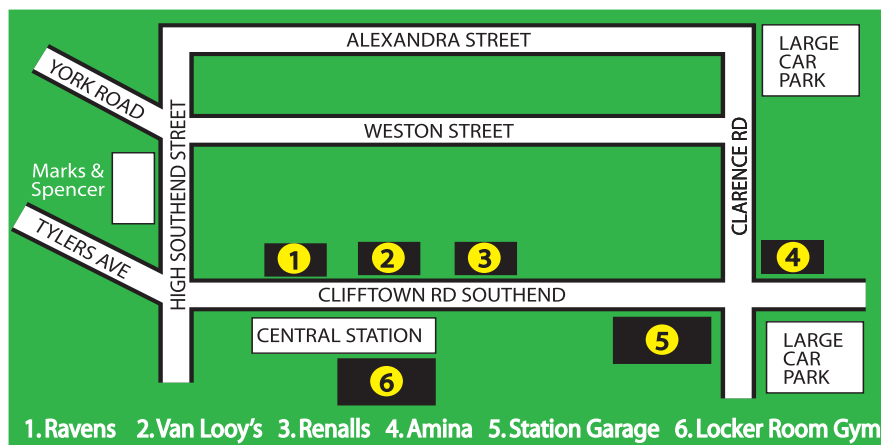 ALEXANDRA STREET
LARGE
CAR
PARK
YORK ROAD
WESTON STREET
HIGH SOUTHEND STREET
CLARENCE RD
Marks &
Spencer
TYLERS AVE
1
2
3
4
CLIFFTOWN RD SOUTHEND
CENTRAL STATION
5
LARGE
CAR
PARK
6
1. Ravens 2. Van Looy's 3. Renalls 4. Amina 5. Station Garage 6. Locker Room Gym